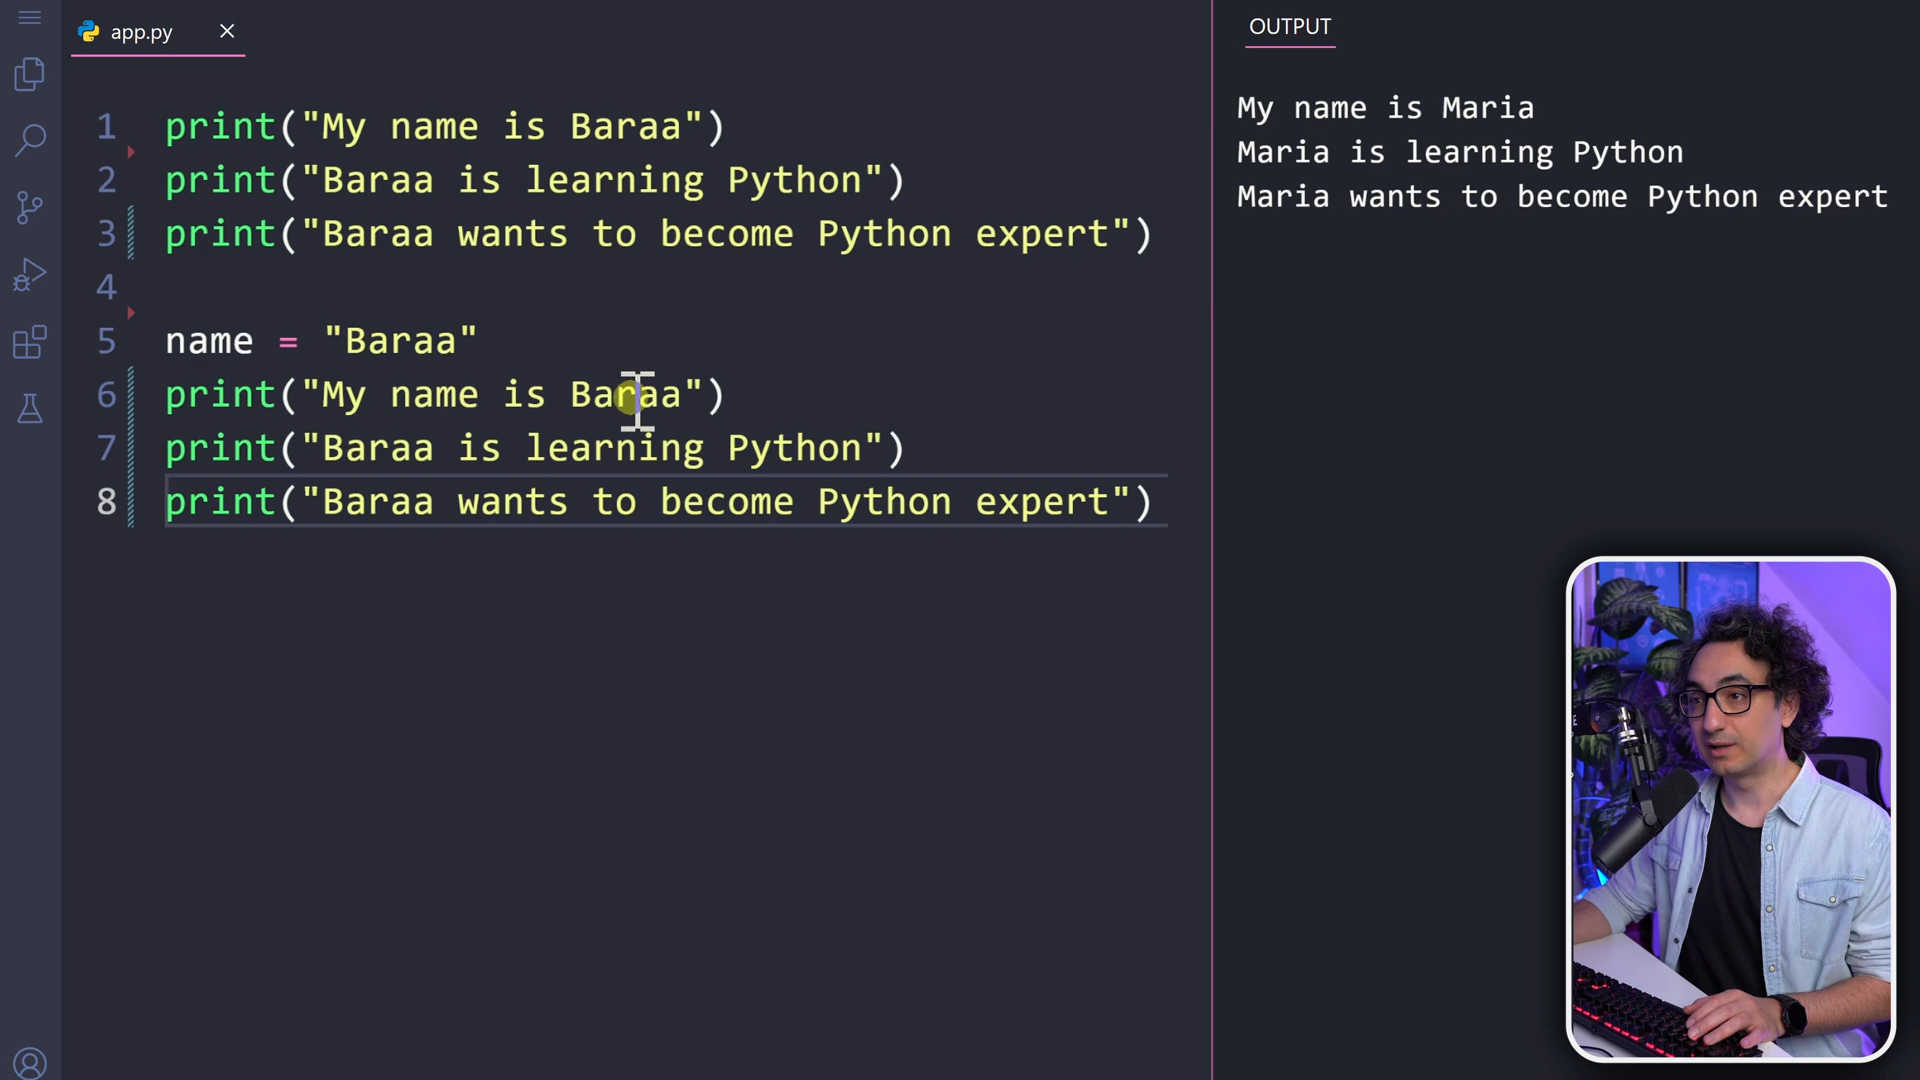 app.py
1 print("My name is Baraa")
2 print("Baraa is learning Python")
3 print("Baraa wants to become Python expert")
4
5 name = "Baraa"
6 print("My name is Baraa")
7 print("Baraa is learning Python")
8 print("Baraa wants to become Python expert")
OUTPUT
My name is Maria
Maria is learning Python
Maria wants to become Python expert